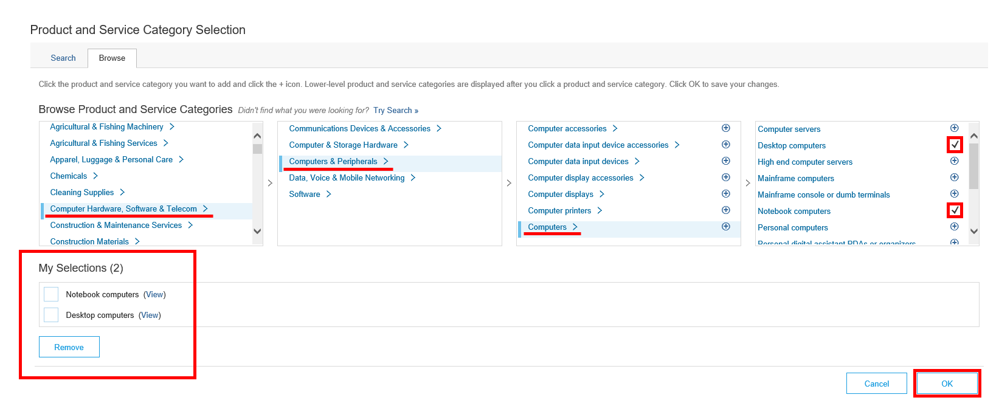 Product and Service Category Selection
Search
Browse
Click the product and service category you want to add and click the + icon. Lower-level product and service categories are displayed after you click a product and service category. Click OK to save your changes.
Browse Product and Service Categories Didn't find what you were looking for? Try Search »
Agricultural & Fishing Machinery
Agricultural & Fishing Services
Apparel, Luggage & Personal Care
Chemicals
Cleaning Supplies
Computer Hardware, Software & Telecom
Construction & Maintenance Services
Construction Materials
Communications Devices & Accessories
Computer & Storage Hardware
Computers & Peripherals
Data, Voice & Mobile Networking
Software
Computer accessories
Computer data input device accessories
Computer data input devices
Computer display accessories
Computer displays
Computer printers
Computers
Computer servers
Desktop computers
High end computer servers
Mainframe computers
Mainframe console or dumb terminals
Notebook computers
Personal computers
Personal digital assistant PDAs or organizers
My Selections (2)
Notebook computers (View)
Desktop computers (View)
Remove
Cancel
OK